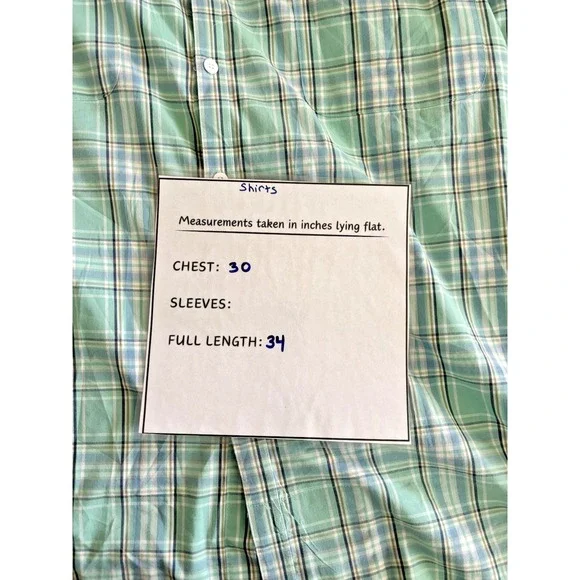 Shirts
Measurements taken in inches lying flat.
CHEST: 30
SLEEVES:
FULL LENGTH: 34